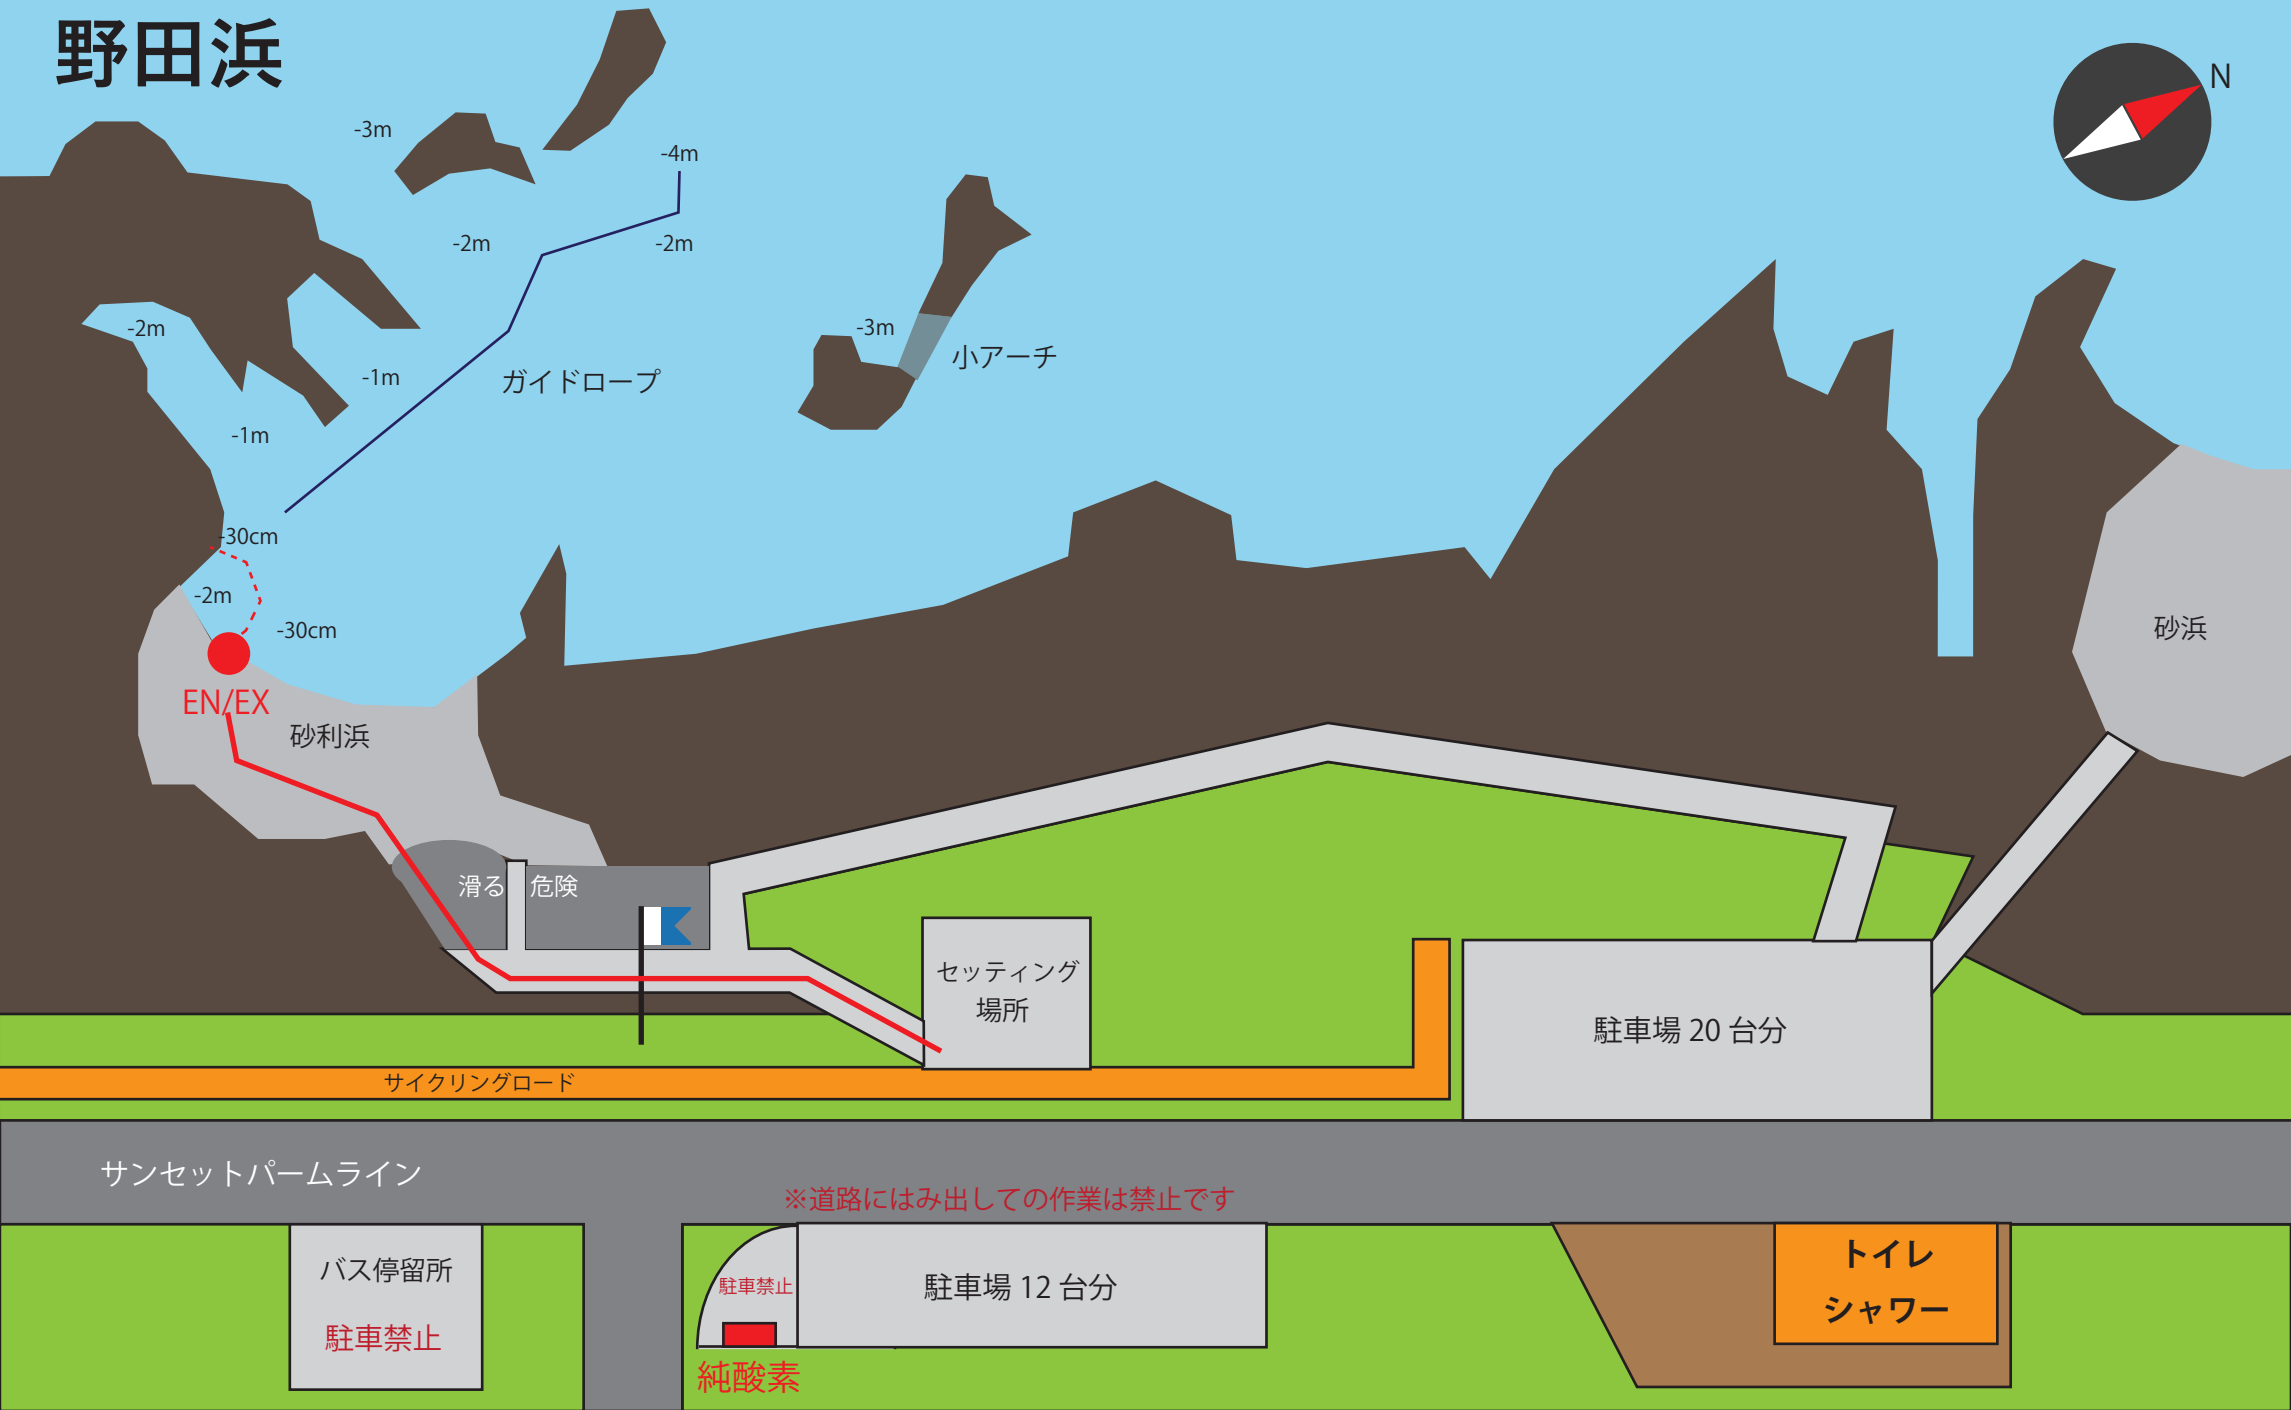 野田浜
N
-3m
-4m
-2m
-2m
-2m
-3m
小アーチ
-1m
ガイドロープ
-1m
-30cm
-2m
-30cm
砂浜
EN/EX
砂利浜
滑る
危険
セッティング
場所
駐車場 20 台分
サイクリングロード
サンセットパームライン
※道路にはみ出しての作業は禁止です
バス停留所
駐車禁止
駐車禁止
純酸素
駐車場 12 台分
トイレ
シャワー